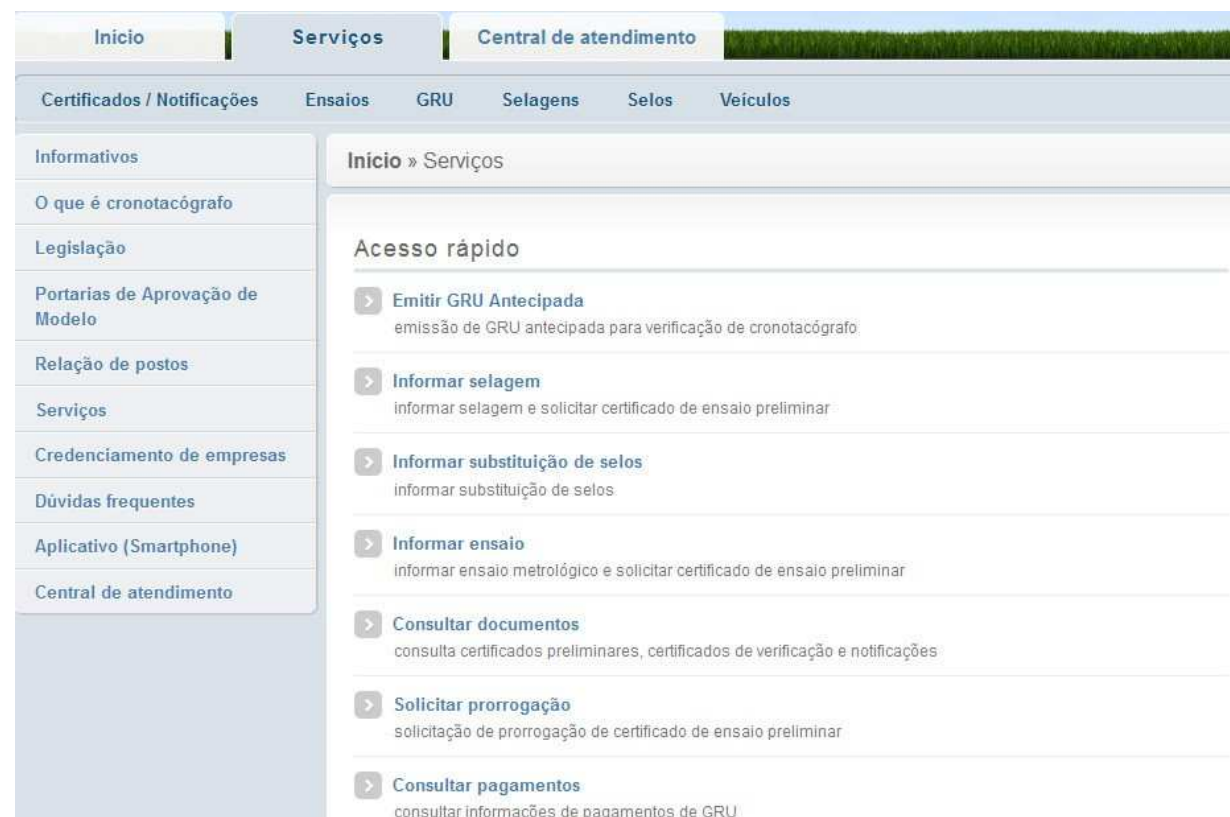 Início
Serviços
Central de atendimento
Certificados / Notificações
Ensaios
GRU
Selagens
Selos
Veículos
Informativos
O que é cronotacógrafo
Legislação
Portarias de Aprovação de
Modelo
Relação de postos
Serviços
Credenciamento de empresas
Dúvidas frequentes
Aplicativo (Smartphone)
Central de atendimento
Início » Serviços
Acesso rápido
Emitir GRU Antecipada
emissão de GRU antecipada para verificação de cronotacógrafo
Informar selagem
informar selagem e solicitar certificado de ensaio preliminar
Informar substituição de selos
informar substituição de selos
Informar ensaio
informar ensaio metrológico e solicitar certificado de ensaio preliminar
Consultar documentos
consulta certificados preliminares, certificados de verificação e notificações
Solicitar prorrogação
solicitação de prorrogação de certificado de ensaio preliminar
Consultar pagamentos
consultar informações de pagamentos de GRU